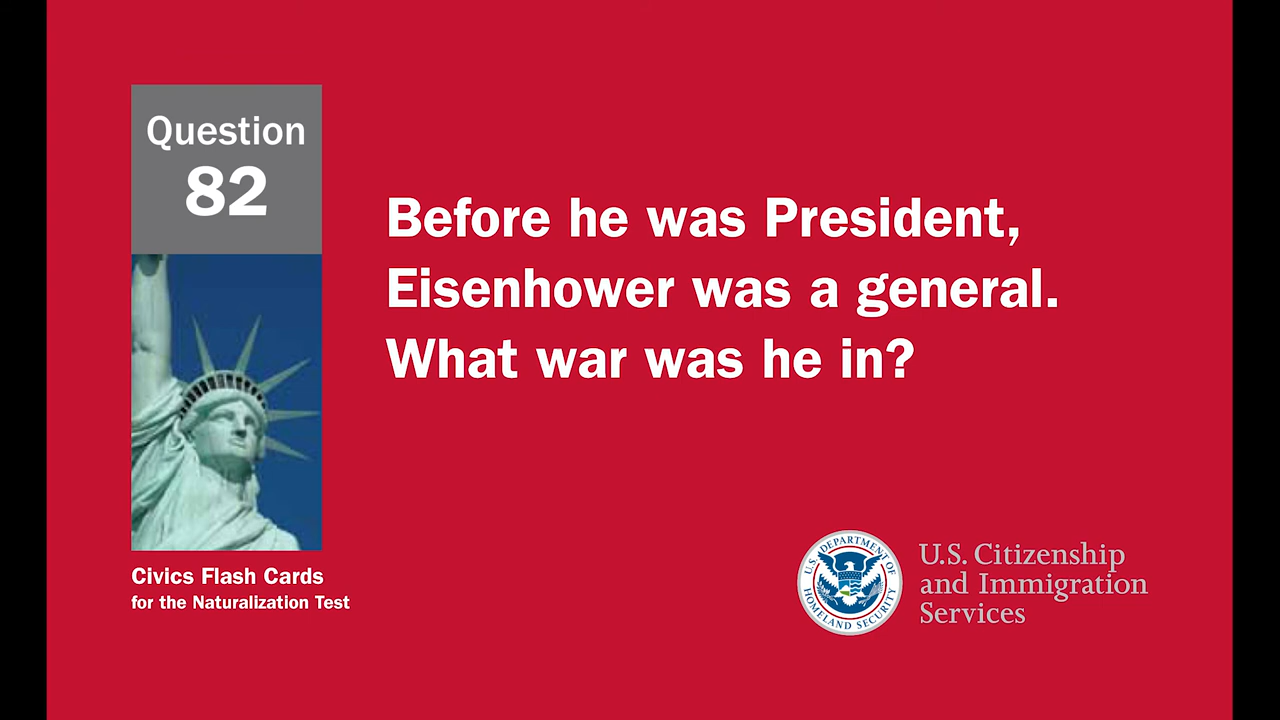 Question
82
Before he was President,
Eisenhower was a general.
What war was he in?
Civics Flash Cards
for the Naturalization Test
U.S. DEPARTMENT OF
HOMELAND SECURITY
U.S. Citizenship
and Immigration
Services